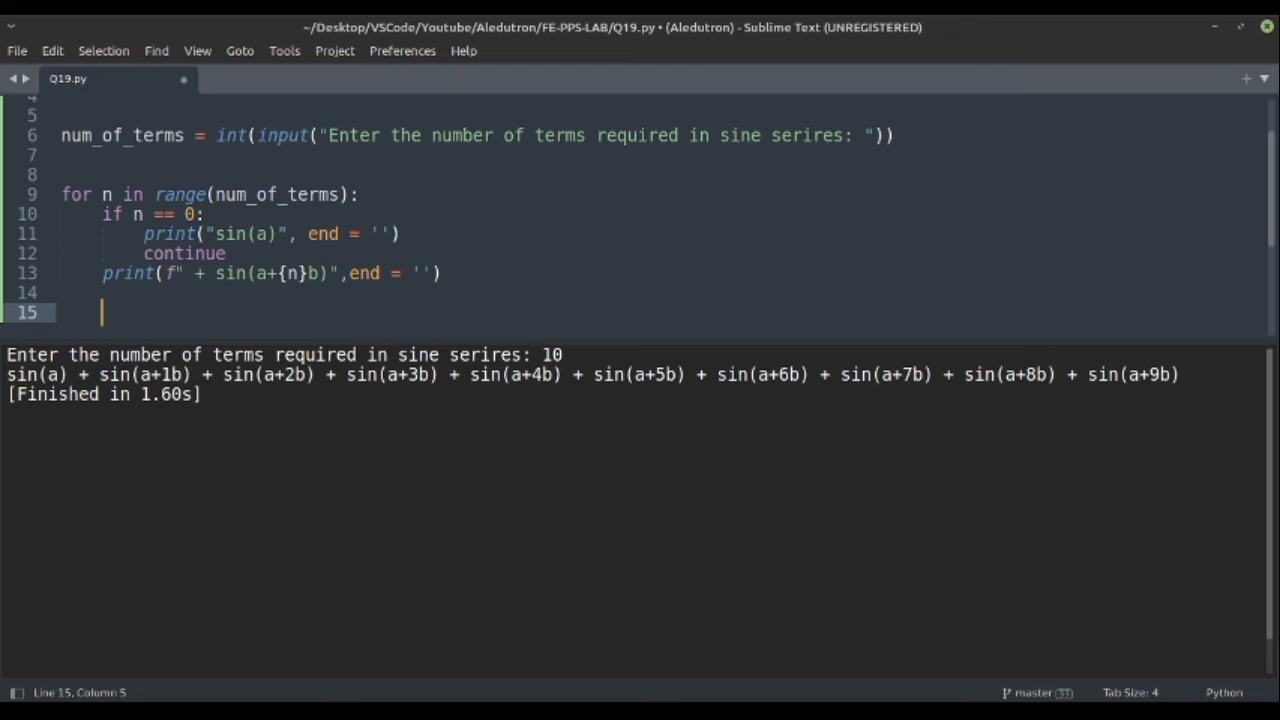 ~/Desktop/VSCode/Youtube/Aledutron/FE-PPS-LAB/Q19.py • (Aledutron) - Sublime Text (UNREGISTERED)
File Edit Selection Find View Goto Tools Project Preferences Help
Q19.py
4
5
6 num_of_terms = int(input("Enter the number of terms required in sine serires: "))
7
8
9 for n in range(num_of_terms):
10 if n == 0:
11 print("sin(a)", end = '')
12 continue
13 print(f" + sin(a+{n}b)",end = '')
14
15
Enter the number of terms required in sine serires: 10
sin(a) + sin(a+1b) + sin(a+2b) + sin(a+3b) + sin(a+4b) + sin(a+5b) + sin(a+6b) + sin(a+7b) + sin(a+8b) + sin(a+9b)
[Finished in 1.60s]
Line 15, Column 5 master 33 Tab Size: 4 Python